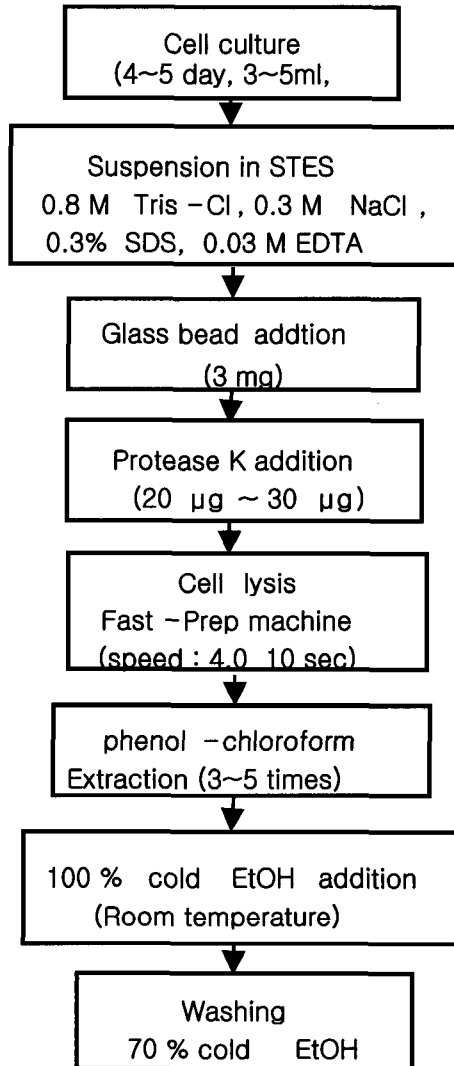 Cell culture
(4~5 day, 3~5ml,
Suspension in STES
0.8 M Tris -Cl, 0.3 M NaCl ,
0.3% SDS, 0.03 M EDTA
Glass bead addtion
(3 mg)
Protease K addition
(20 μg ~ 30 μg)
Cell lysis
Fast -Prep machine
(speed : 4.0 10 sec)
phenol -chloroform
Extraction (3~5 times)
100 % cold EtOH addition
(Room temperature)
Washing
70 % cold EtOH